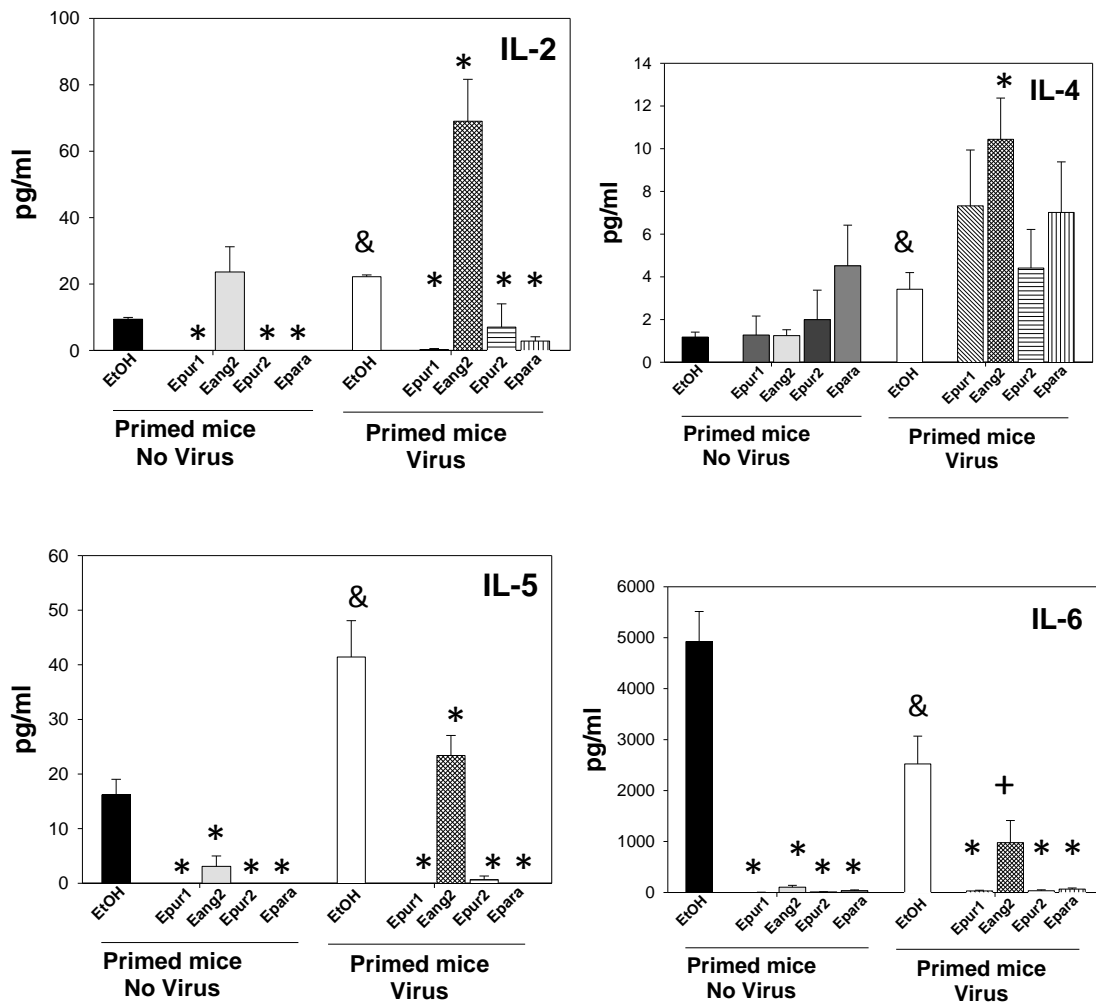 IL-2
100
80
60
40
20
0
pg/ml
&
*
*
*
*
*
*
*
EtOH
Epur1
Eang2
Epur2
Epara
EtOH
Epur1
Eang2
Epur2
Epara
Primed mice
No Virus
Primed mice
Virus
IL-4
14
12
10
8
6
4
2
0
pg/ml
&
*
EtOH
Epur1
Eang2
Epur2
Epara
EtOH
Epur1
Eang2
Epur2
Epara
Primed mice
No Virus
Primed mice
Virus
IL-5
60
50
40
30
20
10
0
pg/ml
*
*
*
*
&
*
*
*
*
EtOH
Epur1
Eang2
Epur2
Epara
EtOH
Epur1
Eang2
Epur2
Epara
Primed mice
No Virus
Primed mice
Virus
IL-6
6000
5000
4000
3000
2000
1000
0
pg/ml
*
*
*
*
&
*
+
*
*
EtOH
Epur1
Eang2
Epur2
Epara
EtOH
Epur1
Eang2
Epur2
Epara
Primed mice
No Virus
Primed mice
Virus